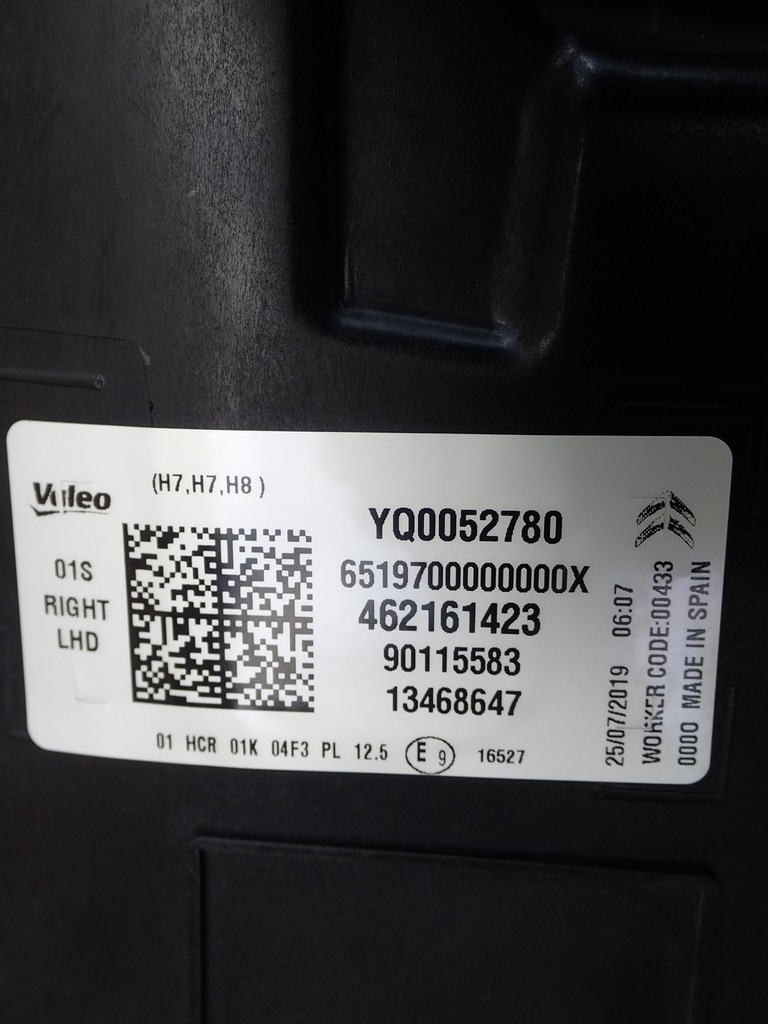 Valeo
(H7,H7,H8 )
01S
RIGHT
LHD
YQ0052780
6519700000000X
462161423
90115583
13468647
01 HCR 01K 04F3 PL 12.5 E 9 16527
25/07/2019 06:07
WORKER CODE:00433
0000 MADE IN SPAIN